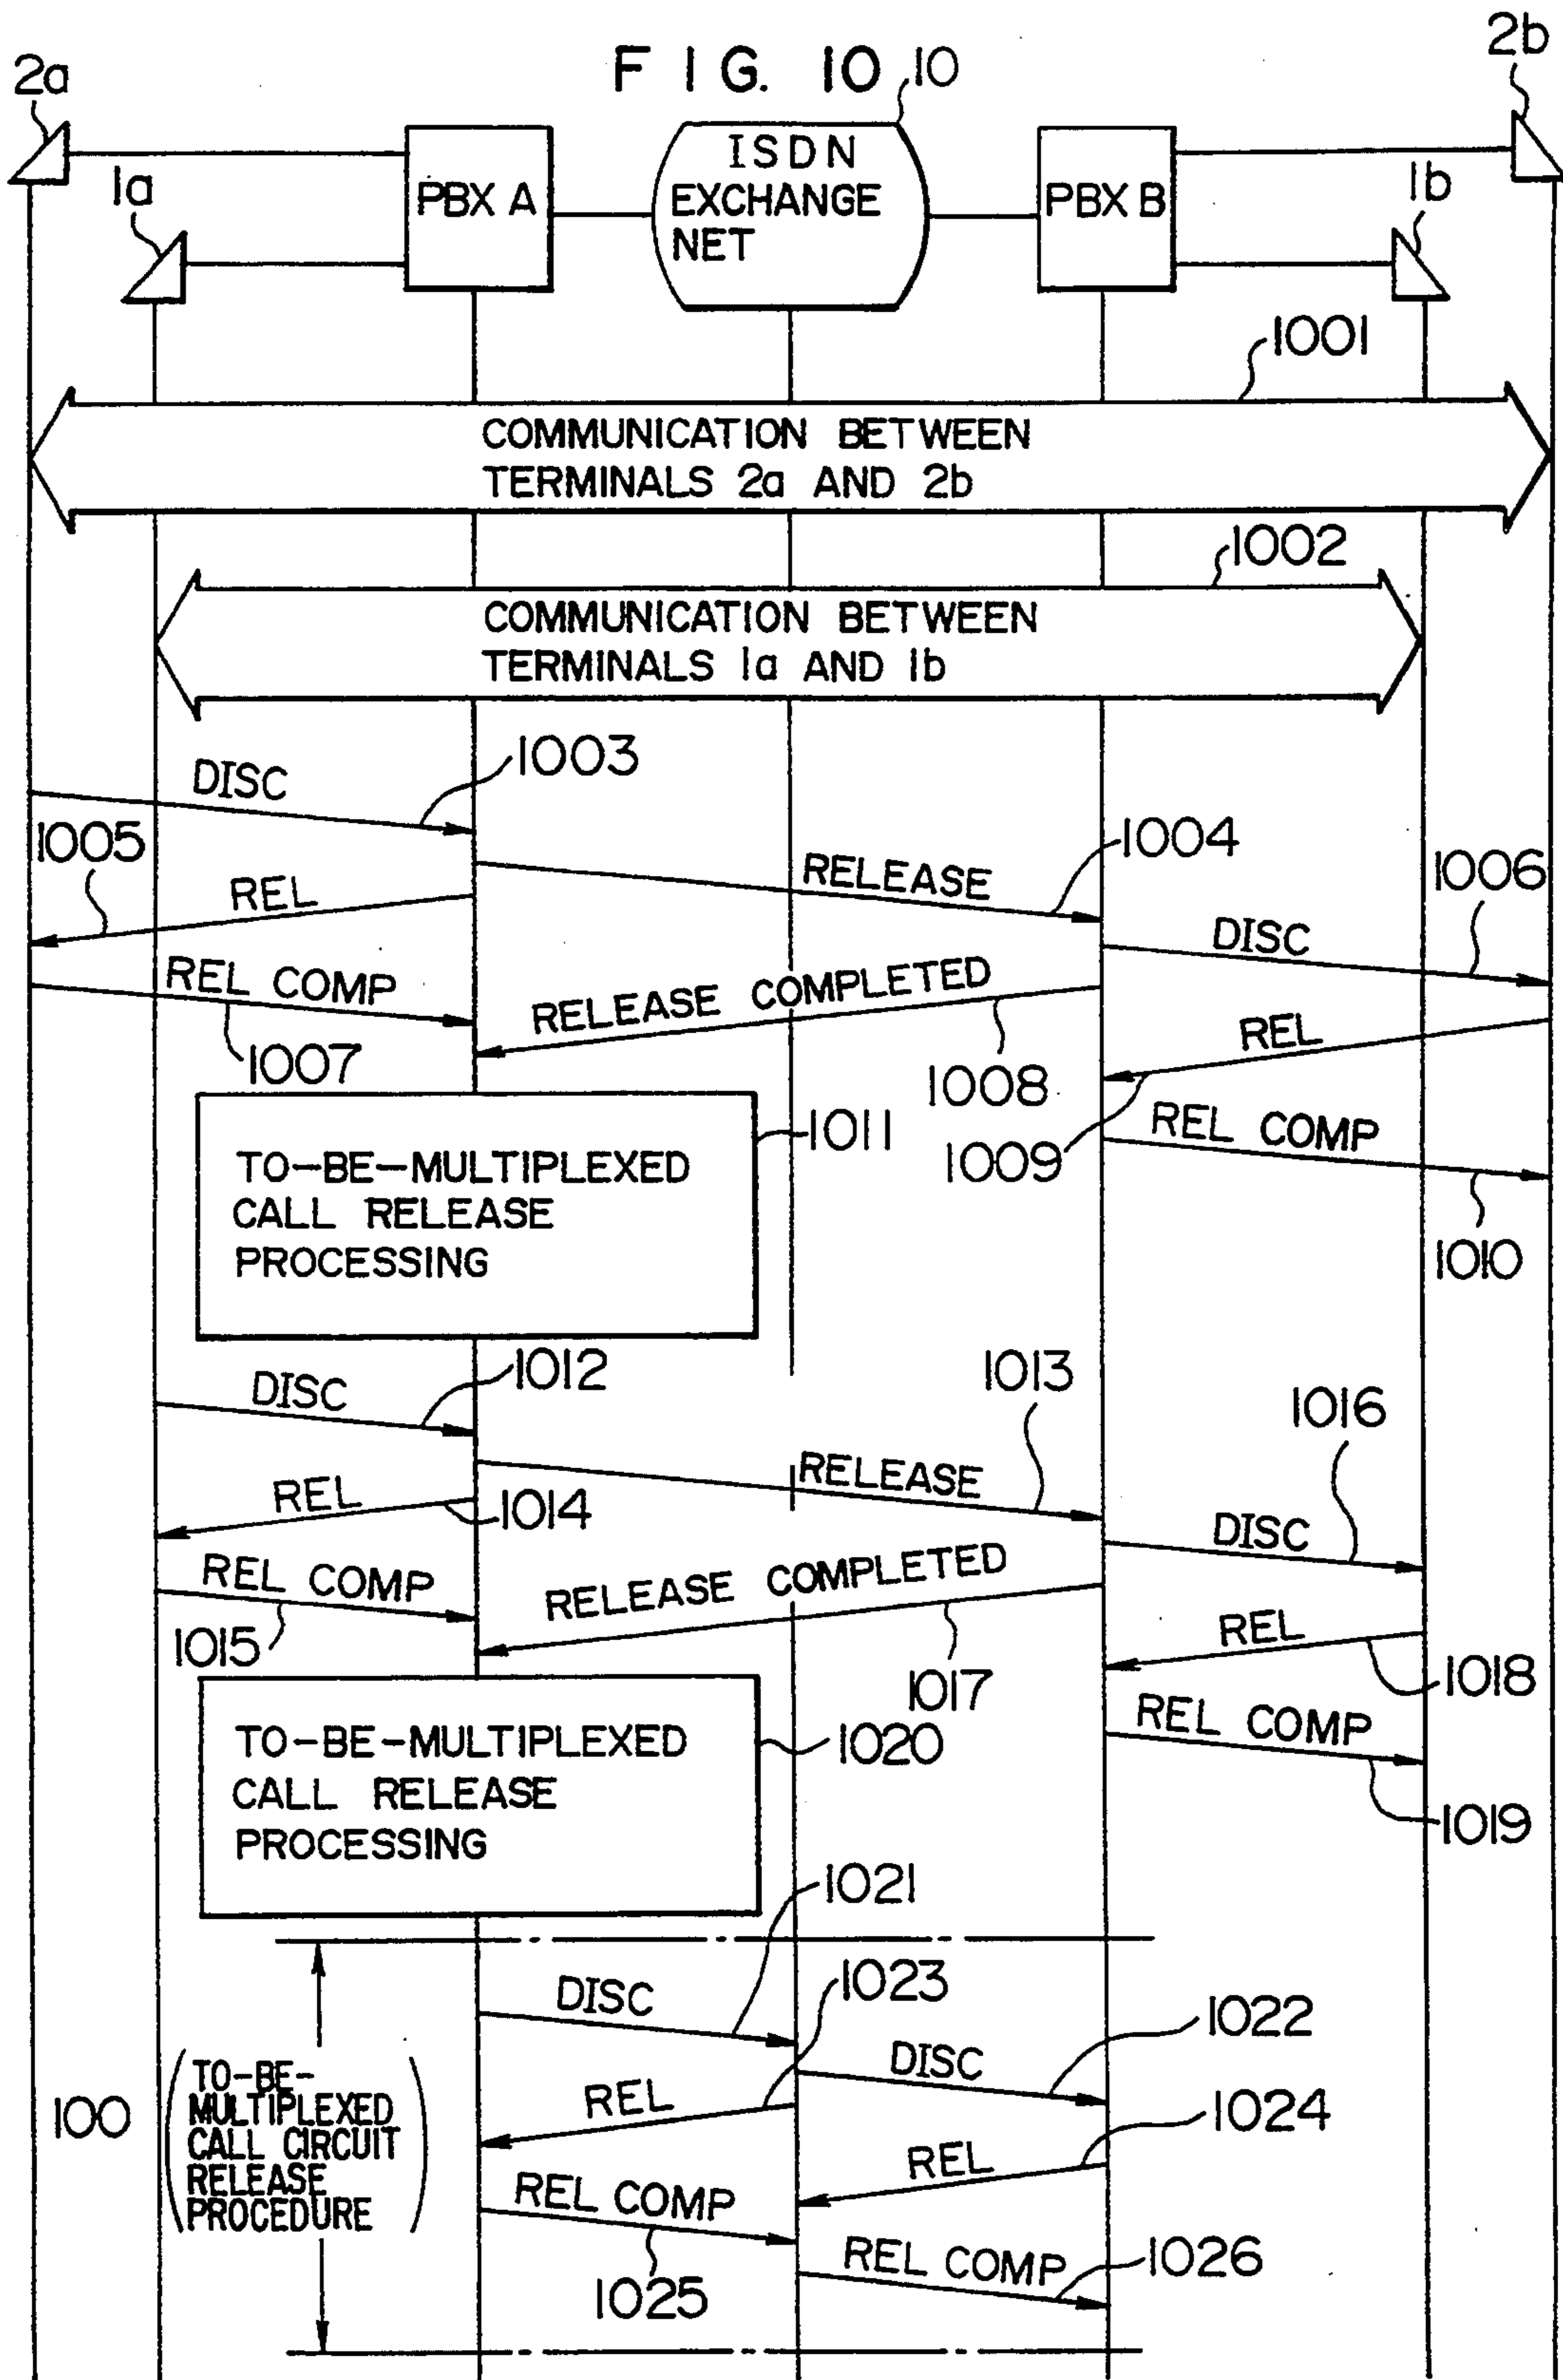 2b
FIG. 10
10
2a
ISDN
EXCHANGE
NET
PBX A
PBX B
1a
1b
1001
COMMUNICATION BETWEEN
TERMINALS 2a AND 2b
1002
COMMUNICATION BETWEEN
TERMINALS 1a AND 1b
1003
DISC
1004
1005
RELEASE
1006
REL
DISC
REL COMP
RELEASE COMPLETED
REL
1007
1008
1009
REL COMP
1010
1011
TO-BE-MULTIPLEXED
CALL RELEASE
PROCESSING
1012
DISC
1013
1016
RELEASE
REL
1014
DISC
REL COMP
RELEASE COMPLETED
1015
REL
1017
1018
REL COMP
1019
TO-BE-MULTIPLEXED
CALL RELEASE
PROCESSING
1020
1021
1023
DISC
1022
DISC
REL
1024
100
(TO-BE-
MULTIPLEXED
CALL CIRCUIT
RELEASE
PROCEDURE)
REL
REL COMP
1025
REL COMP
1026